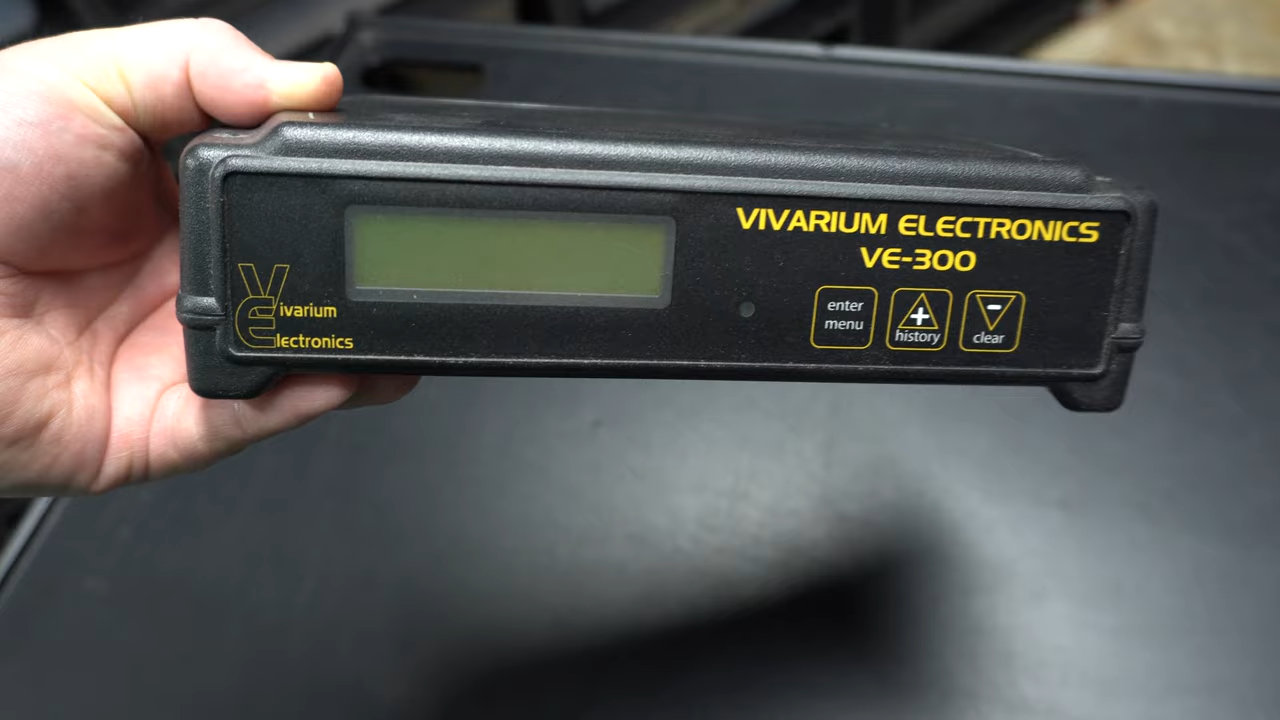 Vivarium
Electronics
VIVARIUM ELECTRONICS
VE-300
enter
menu
+
history
-
clear